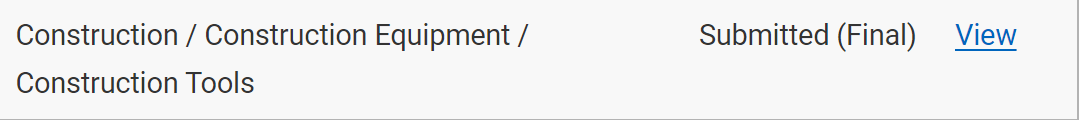 Construction / Construction Equipment / Submitted (Final) View
Construction Tools